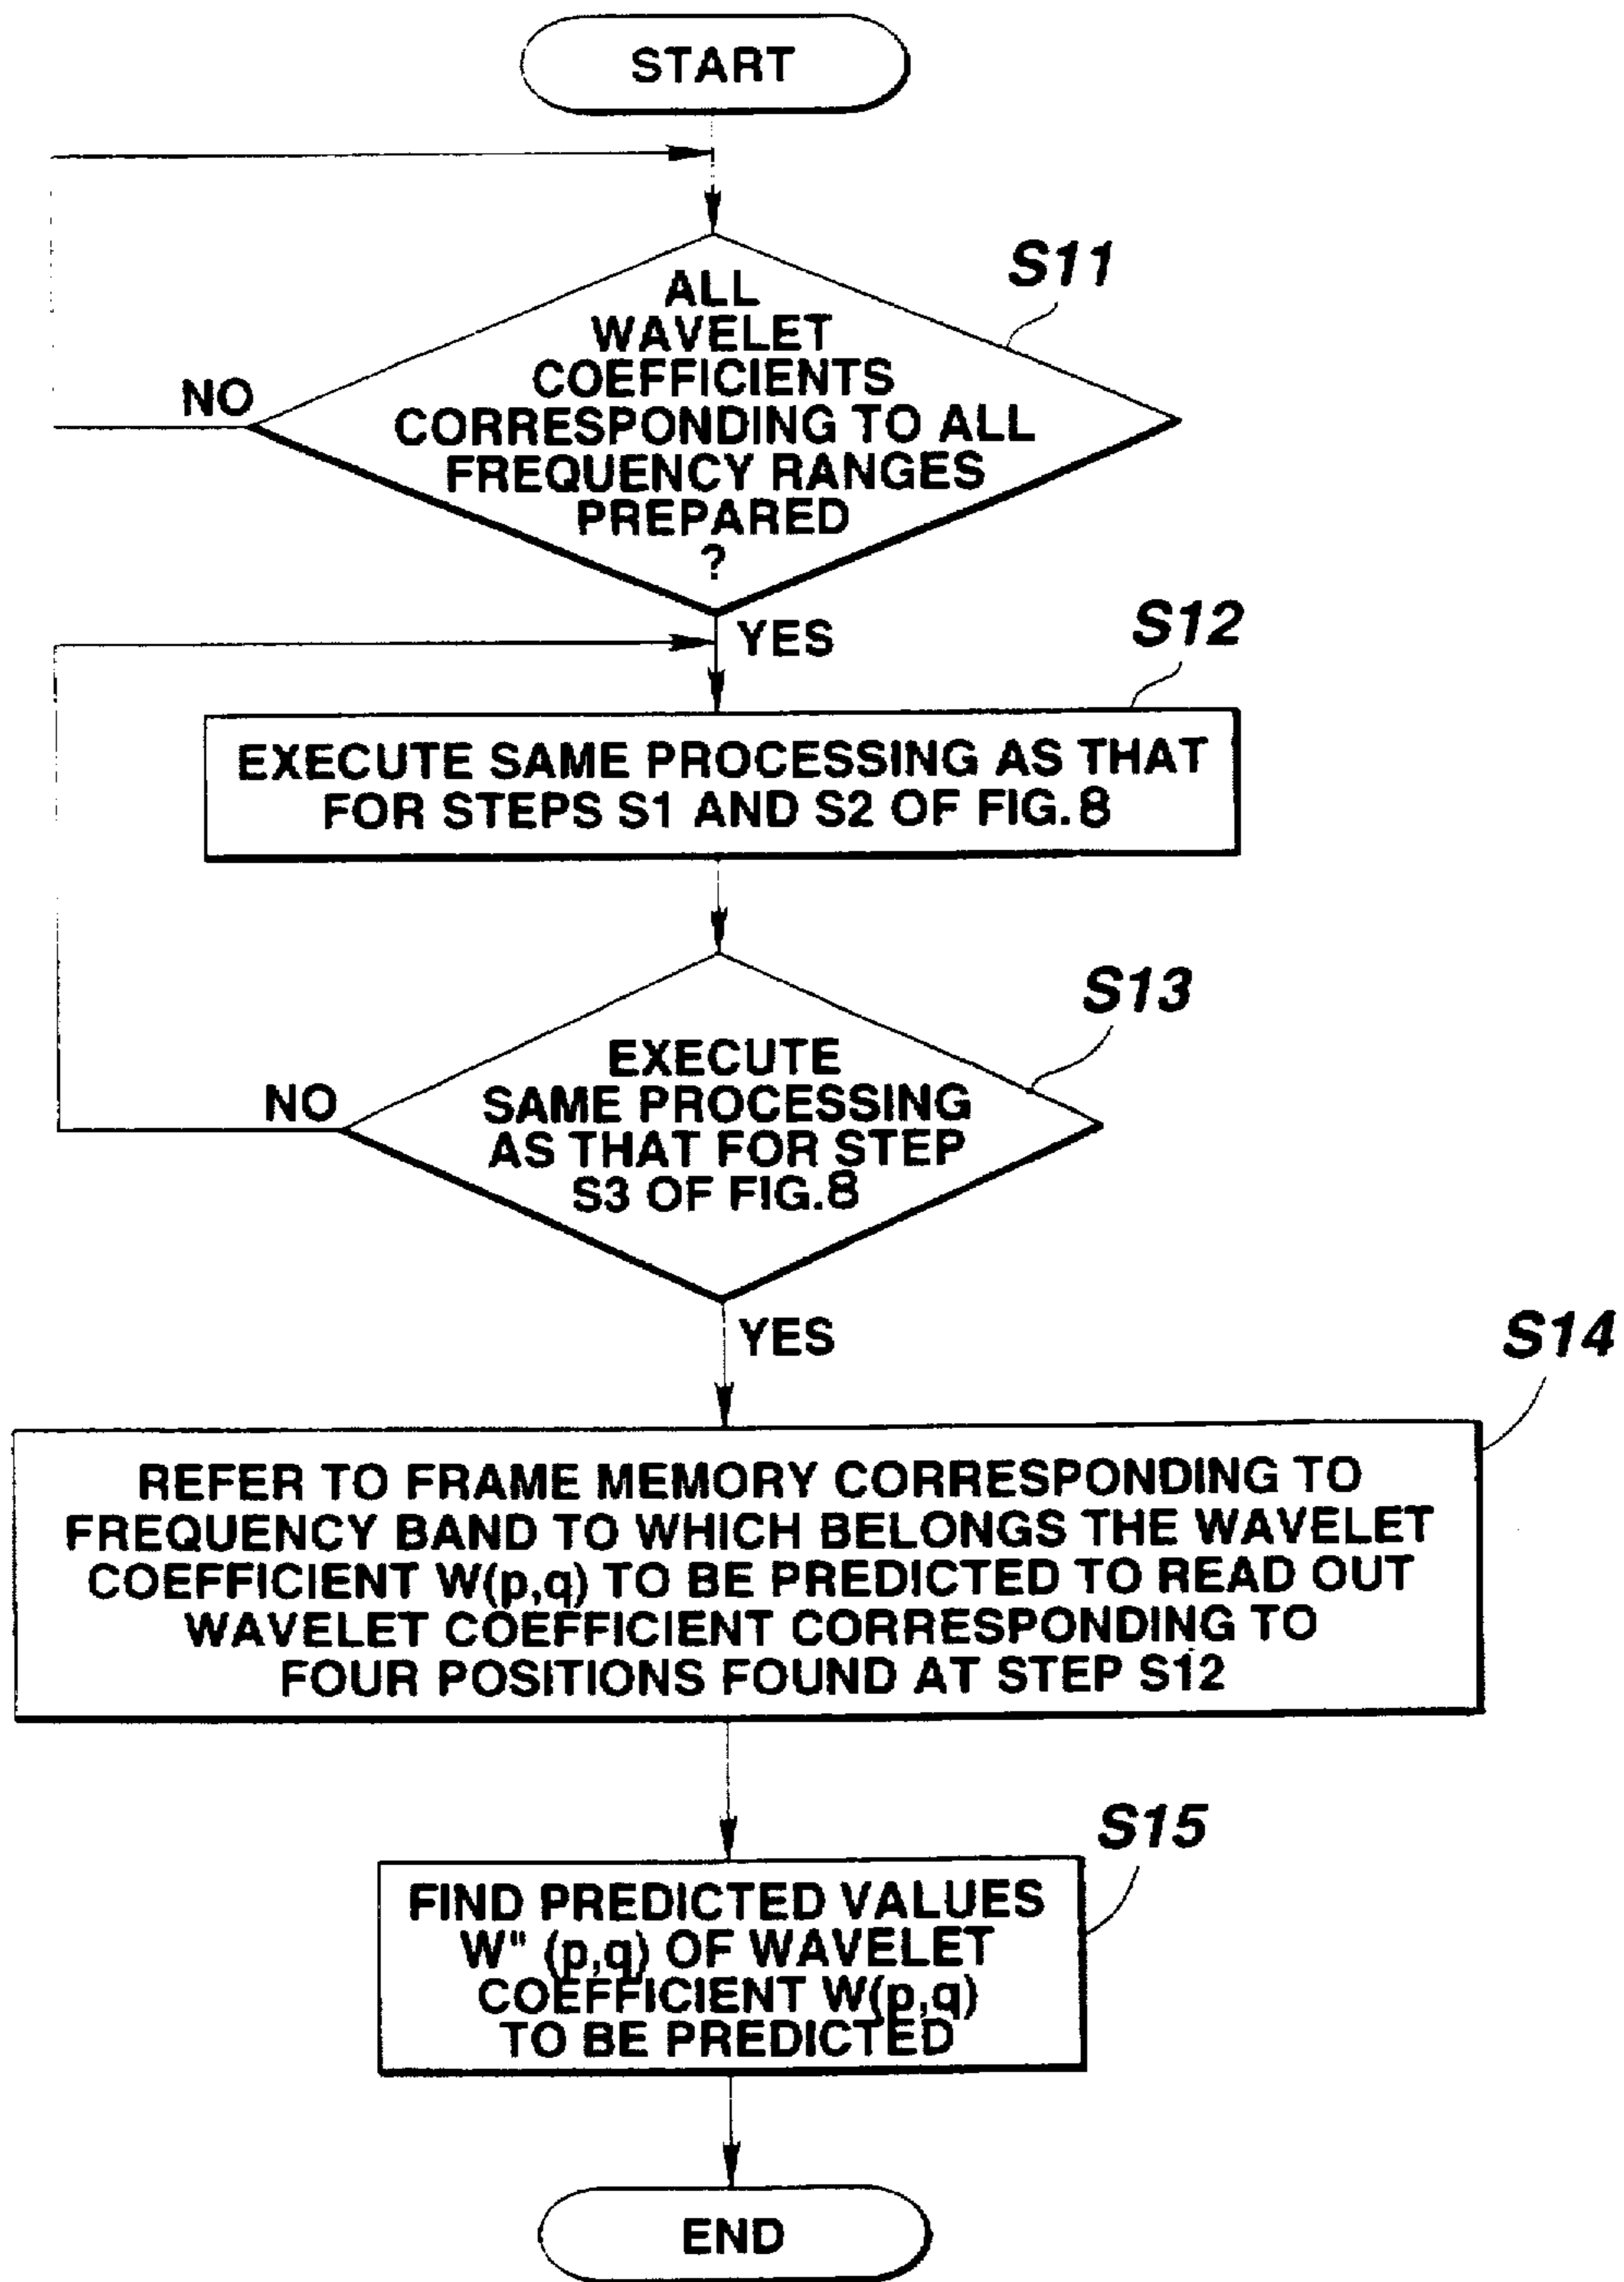 START
S11
ALL
WAVELET
COEFFICIENTS
CORRESPONDING TO ALL
FREQUENCY RANGES
PREPARED
?
NO
YES
S12
EXECUTE SAME PROCESSING AS THAT
FOR STEPS S1 AND S2 OF FIG.8
S13
EXECUTE
SAME PROCESSING
AS THAT FOR STEP
S3 OF FIG.8
NO
YES
S14
REFER TO FRAME MEMORY CORRESPONDING TO
FREQUENCY BAND TO WHICH BELONGS THE WAVELET
COEFFICIENT W(p,q) TO BE PREDICTED TO READ OUT
WAVELET COEFFICIENT CORRESPONDING TO
FOUR POSITIONS FOUND AT STEP S12
S15
FIND PREDICTED VALUES
W" (p,q) OF WAVELET
COEFFICIENT W(p,q)
TO BE PREDICTED
END